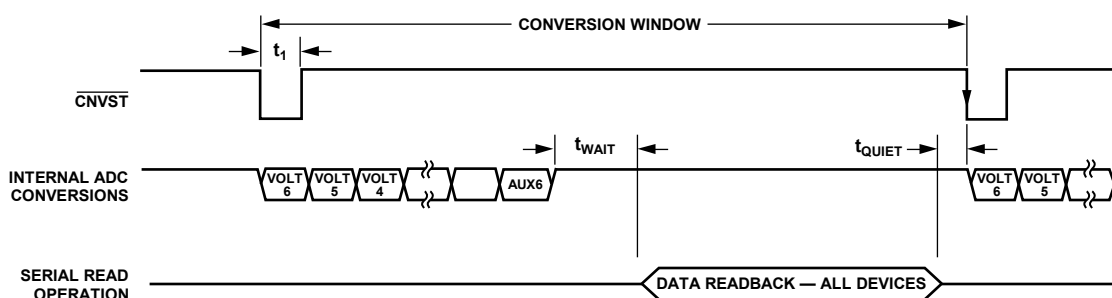 CONVERSION WINDOW
t1
CNVST
tWAIT
tQUIET
INTERNAL ADC
CONVERSIONS
VOLT
6
VOLT
5
VOLT
4
AUX6
VOLT
6
VOLT
5
SERIAL READ
OPERATION
DATA READBACK — ALL DEVICES